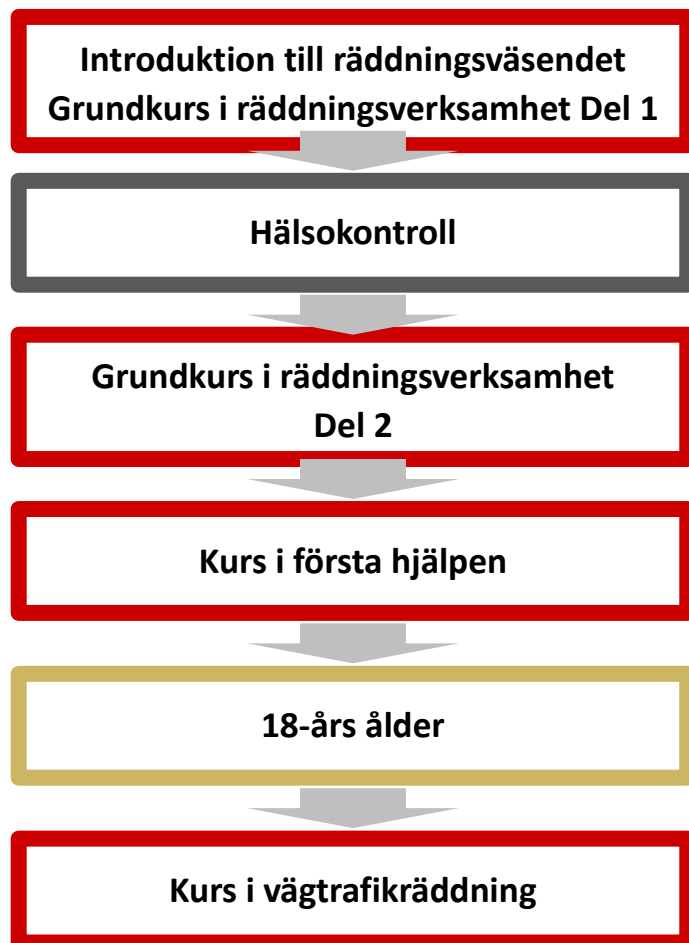 Introduktion till räddningsväsendet
Grundkurs i räddningsverksamhet Del 1
Hälsokontroll
Grundkurs i räddningsverksamhet
Del 2
Kurs i första hjälpen
18-års ålder
Kurs i vägtrafikräddning